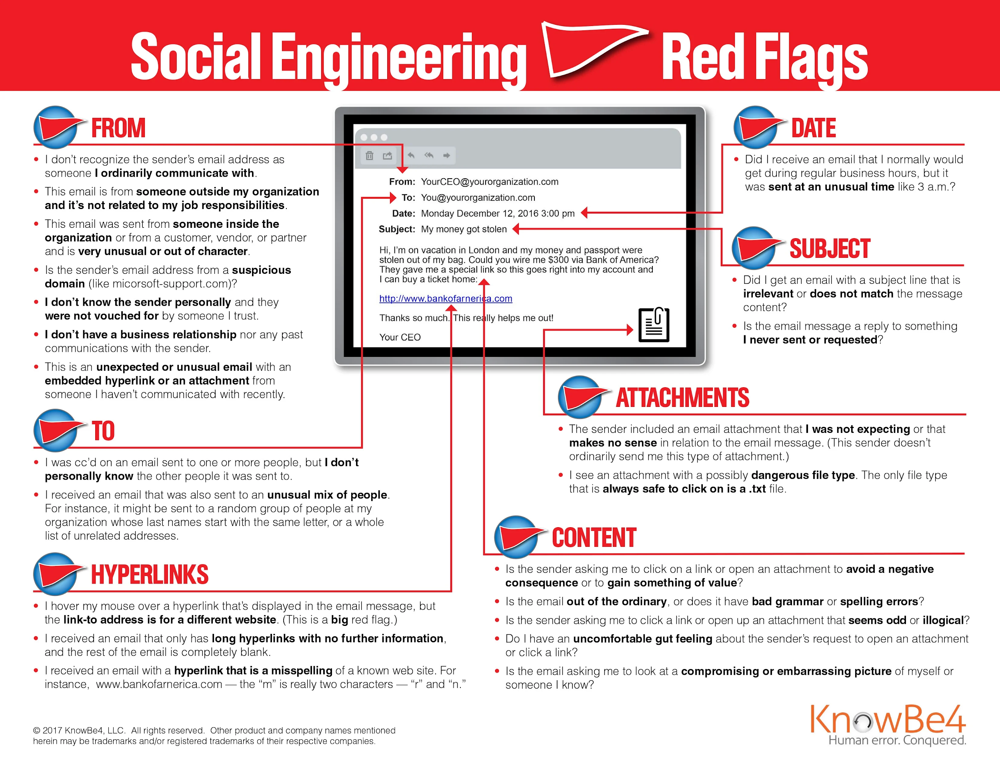 Social Engineering Red Flags
FROM
• I don’t recognize the sender’s email address as
someone I ordinarily communicate with.
• This email is from someone outside my organization
and it’s not related to my job responsibilities.
• This email was sent from someone inside the
organization or from a customer, vendor, or partner
and is very unusual or out of character.
• Is the sender’s email address from a suspicious
domain (like micorsoft-support.com)?
• I don’t know the sender personally and they
were not vouched for by someone I trust.
• I don’t have a business relationship nor any past
communications with the sender.
• This is an unexpected or unusual email with an
embedded hyperlink or an attachment from
someone I haven’t communicated with recently.
TO
• I was cc’d on an email sent to one or more people, but I don’t
personally know the other people it was sent to.
• I received an email that was also sent to an unusual mix of people.
For instance, it might be sent to a random group of people at my
organization whose last names start with the same letter, or a whole
list of unrelated addresses.
HYPERLINKS
• I hover my mouse over a hyperlink that’s displayed in the email message, but
the link-to address is for a different website. (This is a big red flag.)
• I received an email that only has long hyperlinks with no further information,
and the rest of the email is completely blank.
• I received an email with a hyperlink that is a misspelling of a known web site. For
instance, www.bankofarnerica.com — the “m” is really two characters — “r” and “n.”
From: YourCEO@yourorganization.com
To: You@yourorganization.com
Date: Monday December 12, 2016 3:00 pm
Subject: My money got stolen
Hi, I’m on vacation in London and my money and passport were
stolen out of my bag. Could you wire me $300 via Bank of America?
They gave me a special link so this goes right into my account and
I can buy a ticket home:
http://www.bankofarnerica.com
Thanks so much. This really helps me out!
Your CEO
DATE
• Did I receive an email that I normally would
get during regular business hours, but it
was sent at an unusual time like 3 a.m.?
SUBJECT
• Did I get an email with a subject line that is
irrelevant or does not match the message
content?
• Is the email message a reply to something
I never sent or requested?
ATTACHMENTS
• The sender included an email attachment that I was not expecting or that
makes no sense in relation to the email message. (This sender doesn’t
ordinarily send me this type of attachment.)
• I see an attachment with a possibly dangerous file type. The only file type
that is always safe to click on is a .txt file.
CONTENT
• Is the sender asking me to click on a link or open an attachment to avoid a negative
consequence or to gain something of value?
• Is the email out of the ordinary, or does it have bad grammar or spelling errors?
• Is the sender asking me to click a link or open up an attachment that seems odd or illogical?
• Do I have an uncomfortable gut feeling about the sender’s request to open an attachment
or click a link?
• Is the email asking me to look at a compromising or embarrassing picture of myself or
someone I know?
© 2017 KnowBe4, LLC. All rights reserved. Other product and company names mentioned
herein may be trademarks and/or registered trademarks of their respective companies.
KnowBe4
Human error. Conquered.